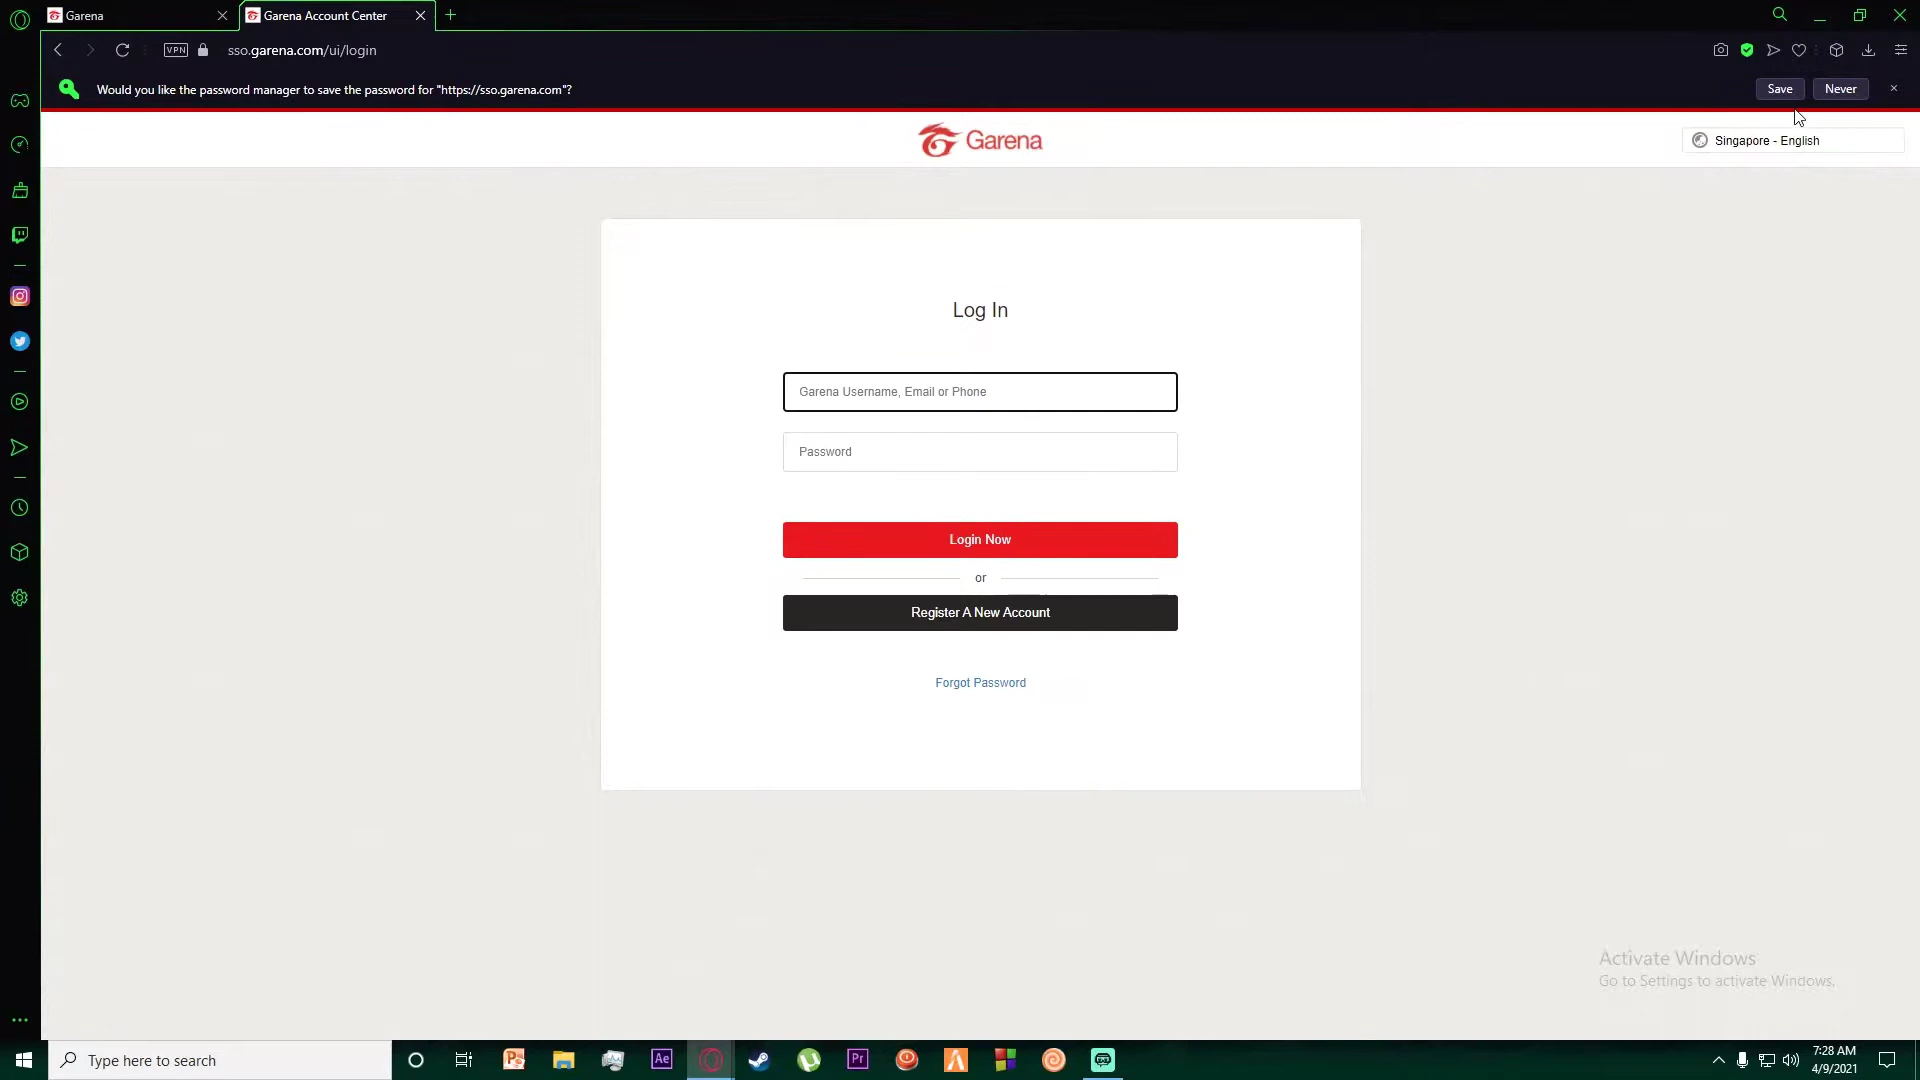 Garena
Garena Account Center
VPN
sso.garena.com/ui/login
Would you like the password manager to save the password for "https://sso.garena.com"?
Save
Never
Garena
Singapore - English
Log In
Garena Username, Email or Phone
Password
Login Now
or
Register A New Account
Forgot Password
Activate Windows
Go to Settings to activate Windows.
Type here to search
Ae
Pr
7:28 AM
4/9/2021